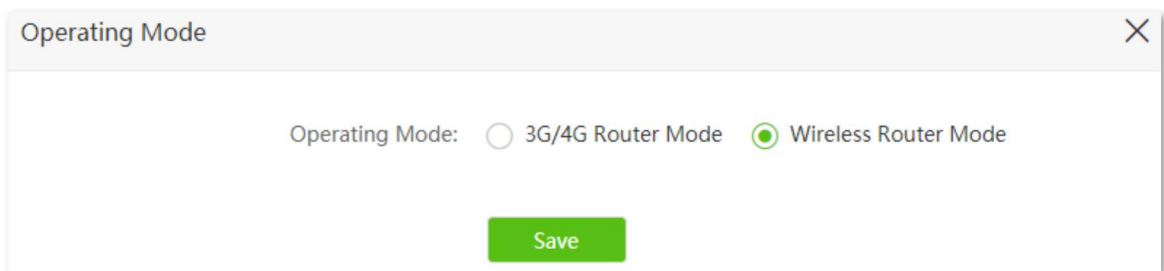 Operating Mode
Operating Mode: 3G/4G Router Mode Wireless Router Mode
Save